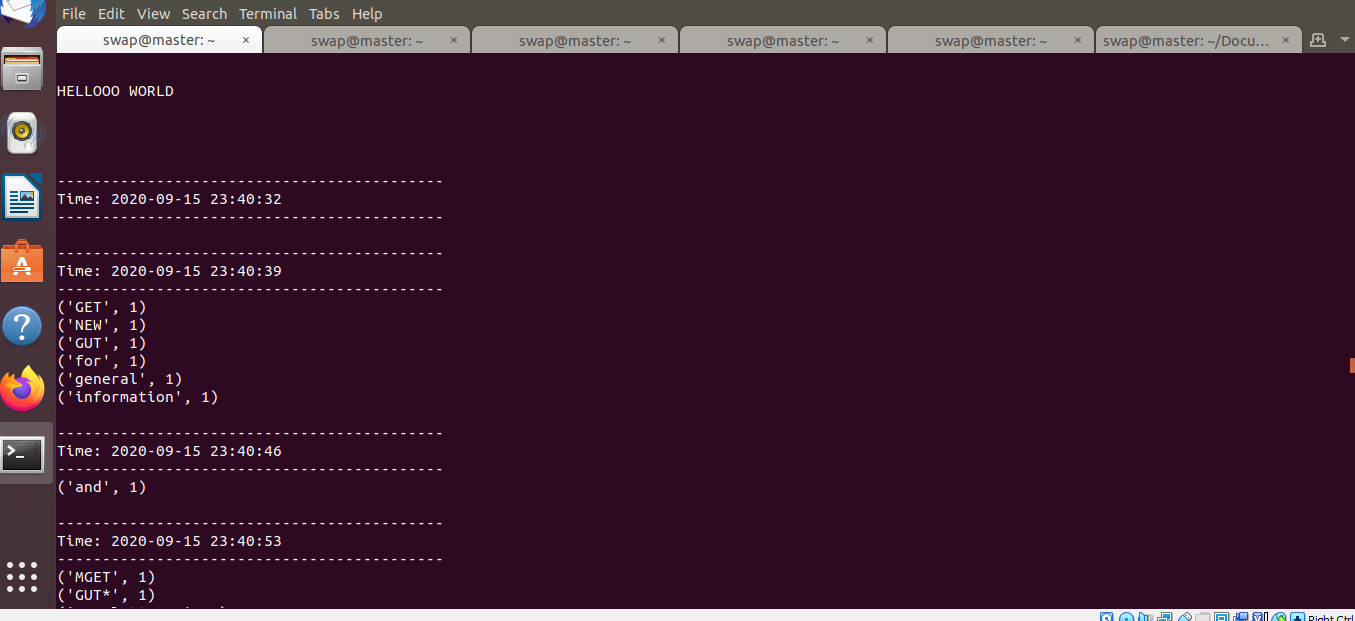 File Edit View Search Terminal Tabs Help
swap@master: ~ × swap@master: ~ × swap@master: ~ × swap@master: ~ × swap@master: ~ × swap@master: ~/Docu... ×
HELLOOO WORLD
-------------------------------------------
Time: 2020-09-15 23:40:32
-------------------------------------------
-------------------------------------------
Time: 2020-09-15 23:40:39
-------------------------------------------
('GET', 1)
('NEW', 1)
('GUT', 1)
('for', 1)
('general', 1)
('information', 1)
-------------------------------------------
Time: 2020-09-15 23:40:46
-------------------------------------------
('and', 1)
-------------------------------------------
Time: 2020-09-15 23:40:53
-------------------------------------------
('MGET', 1)
('GUT*', 1)
Right Ctrl